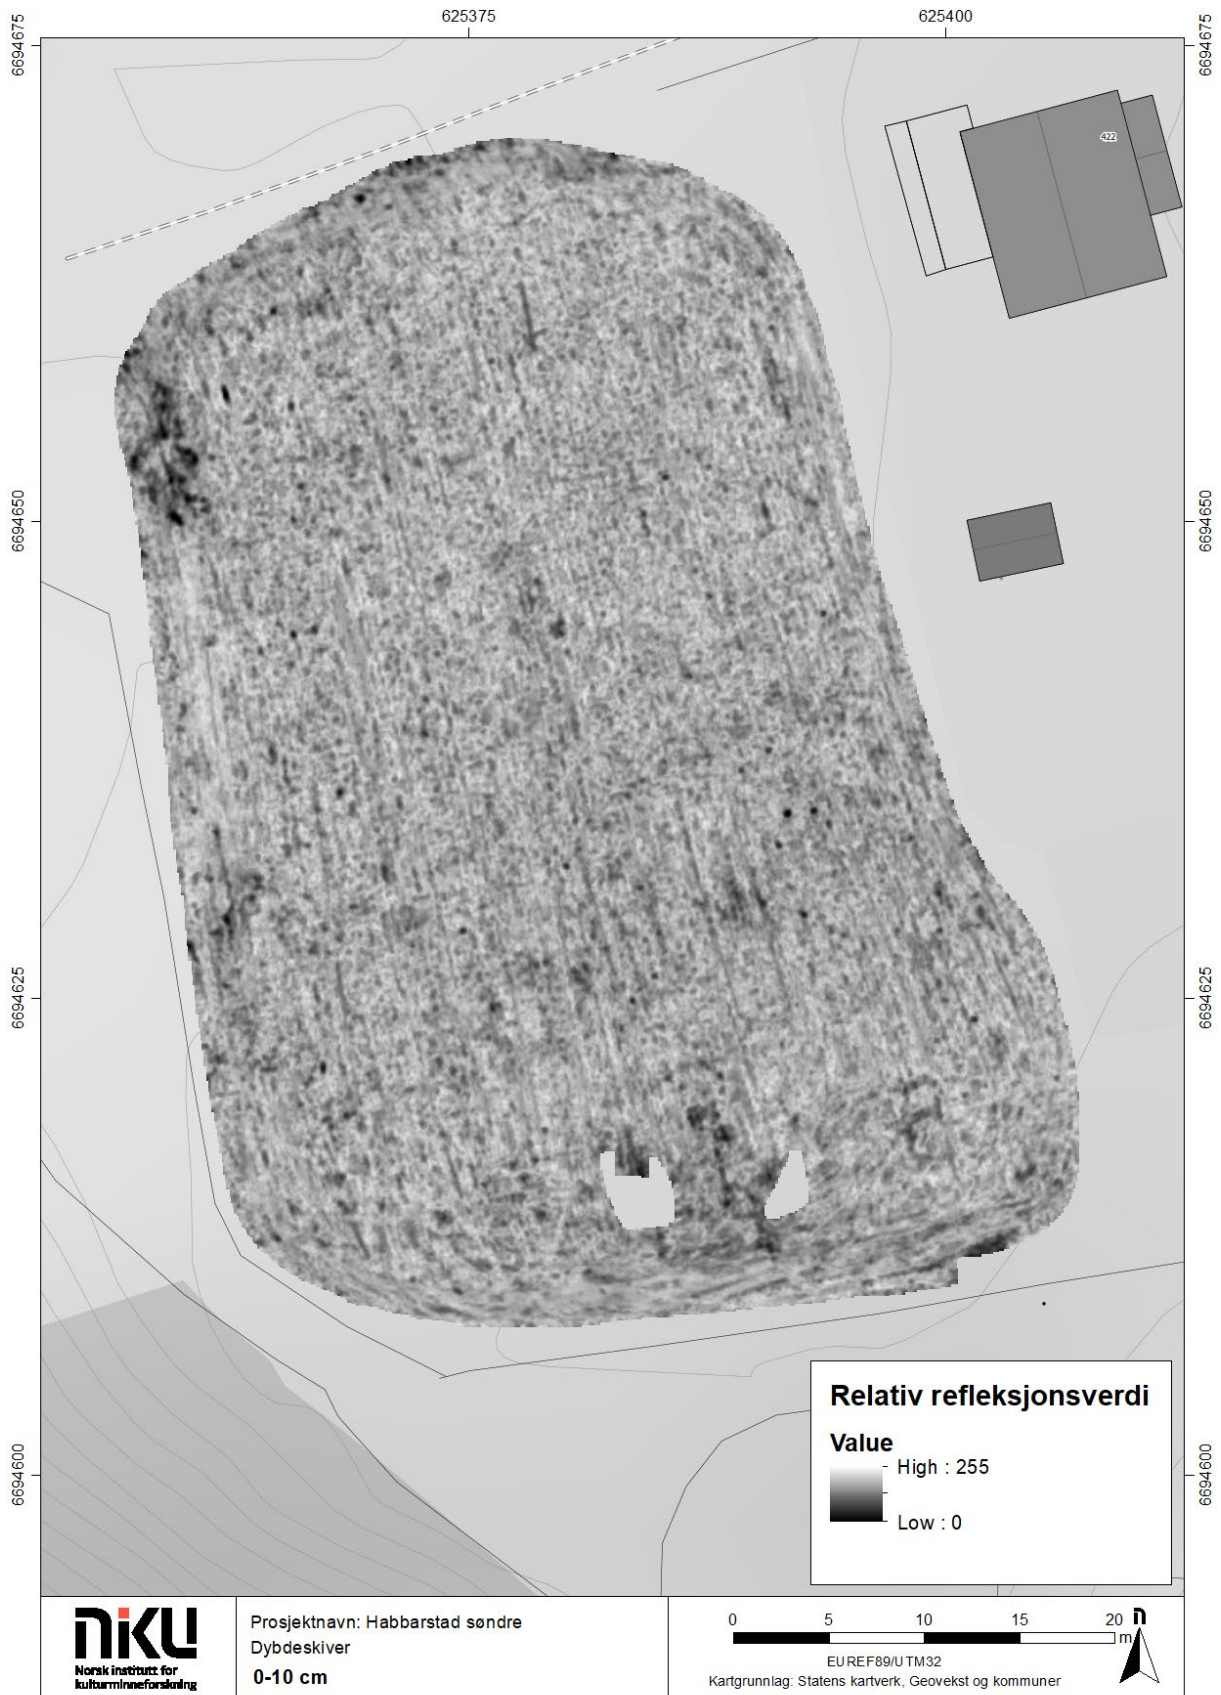 625375
625400
6694675
6694675
422
6694650
6694650
6694625
6694625
6694600
6694600
Relativ refleksjonsverdi
Value
High : 255
Low : 0
niku
Norsk institutt for
kulturminneforskning
Prosjektnavn: Habbarstad søndre
Dybdeskiver
0-10 cm
0 5 10 15 20
m
n
EUREF89/UTM32
Kartgrunnlag: Statens kartverk, Geovekst og kommuner